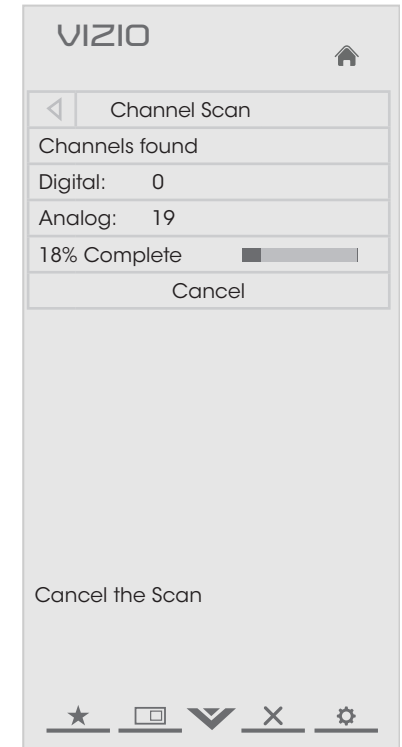 VIZIO
Channel Scan
Channels found
Digital: 0
Analog: 19
18% Complete
Cancel
Cancel the Scan